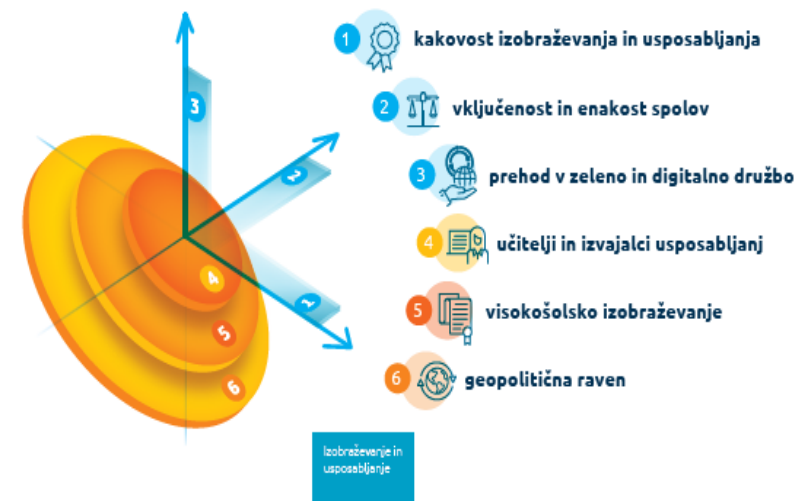 1 kakovost izobraževanja in usposabljanja
2 vključenost in enakost spolov
3 prehod v zeleno in digitalno družbo
4 učitelji in izvajalci usposabljanj
5 visokošolsko izobraževanje
6 geopolitična raven
3
2
1
4
5
6
Izobraževanje in
usposabljanje